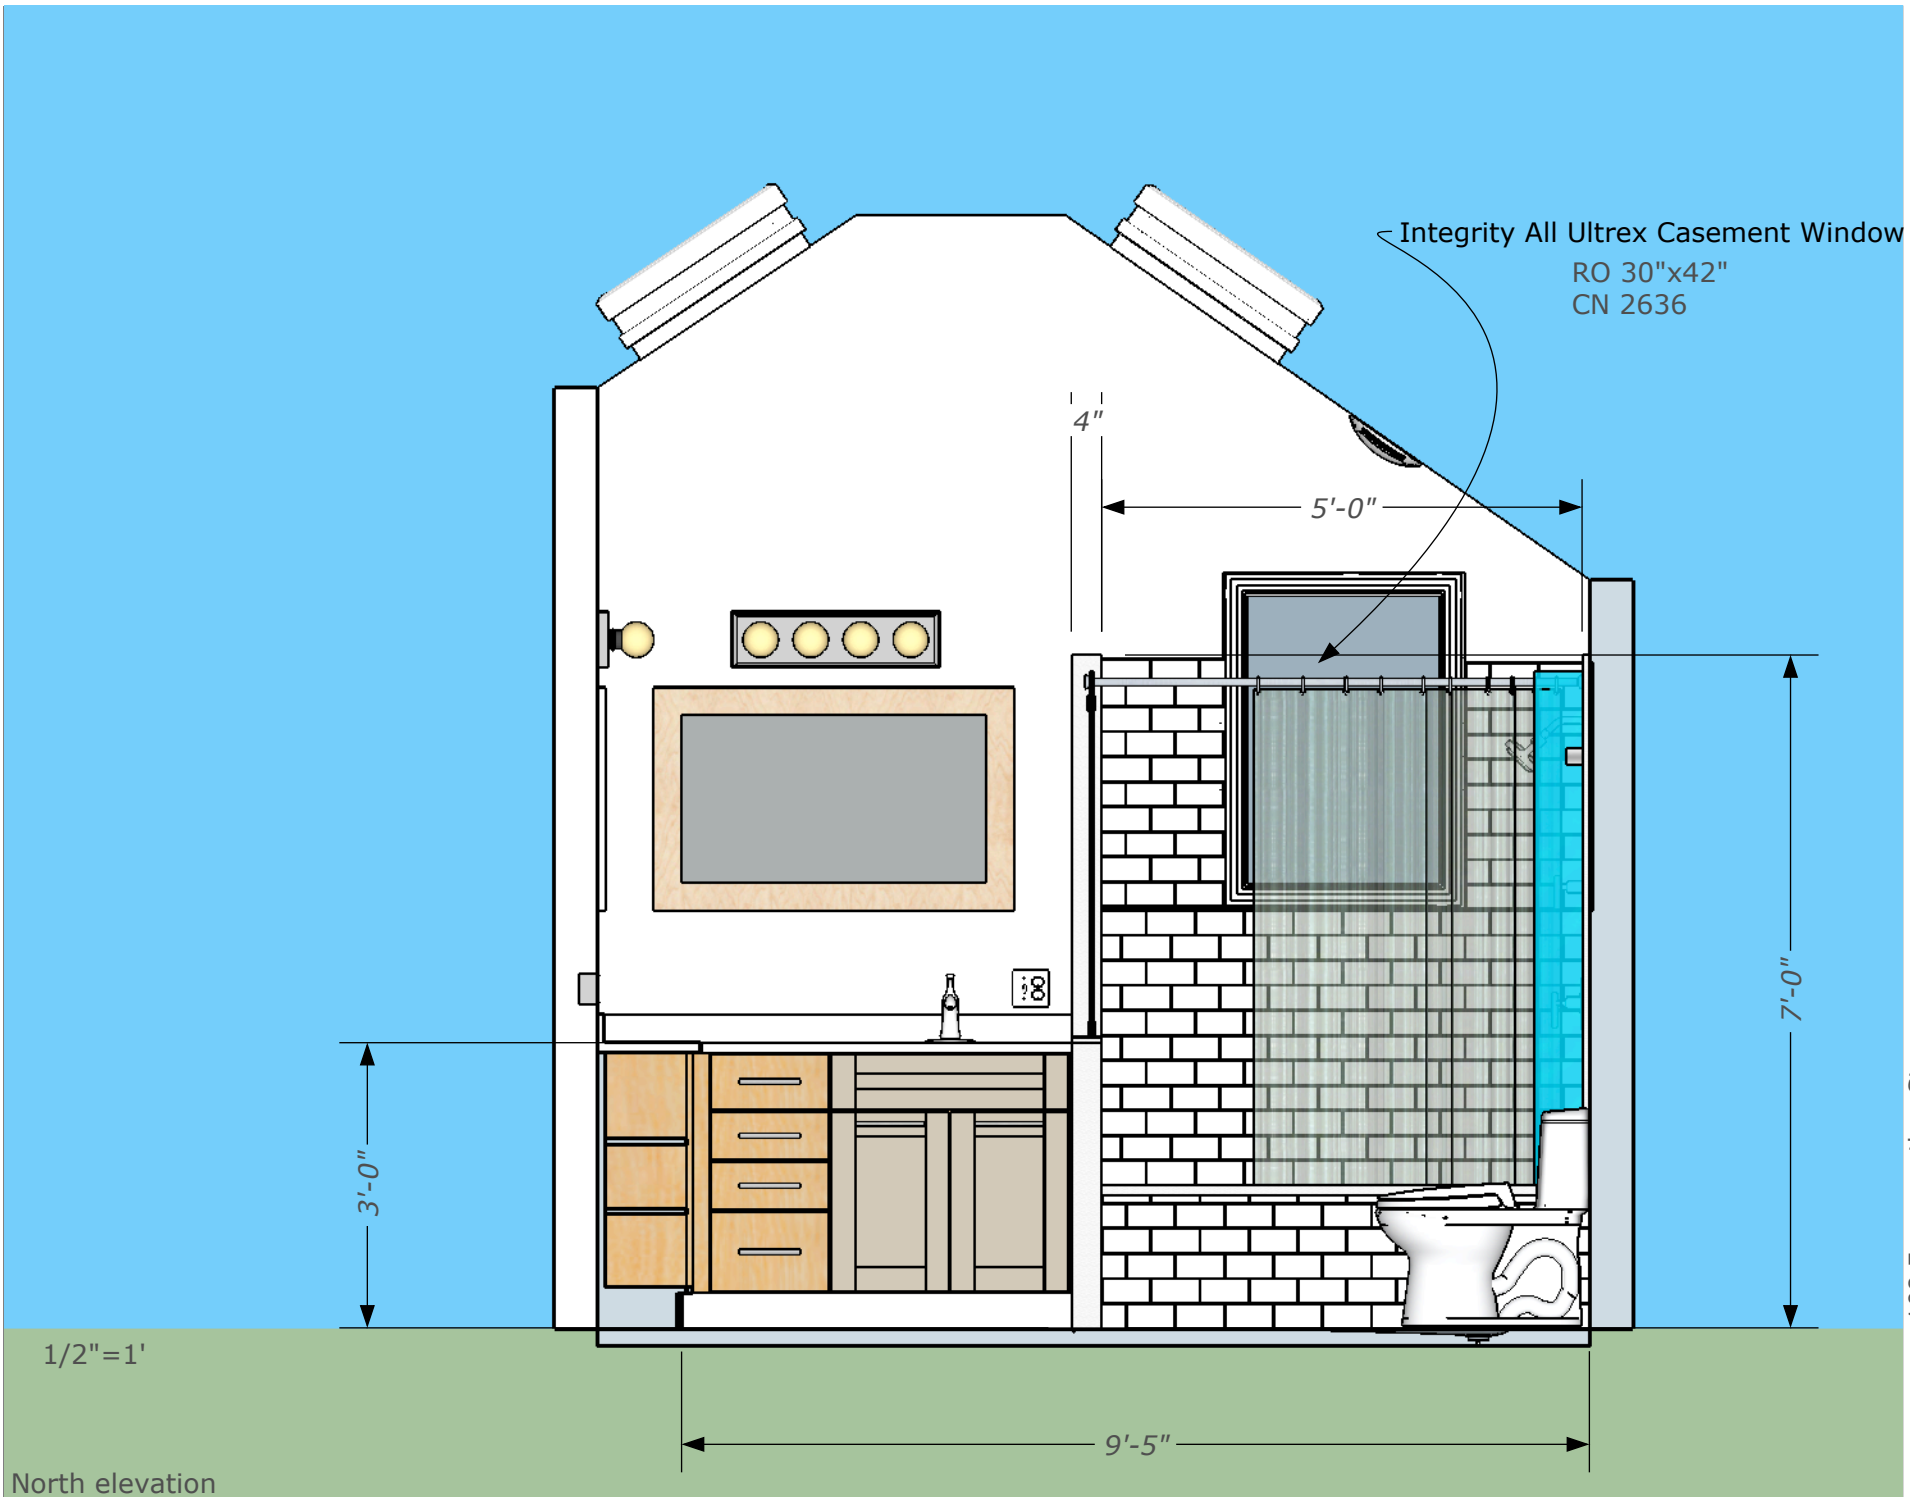 Integrity All Ultrex Casement Window
RO 30"x42"
CN 2636
4"
5'-0"
7'-0"
3'-0"
1/2"=1'
9'-5"
North elevation